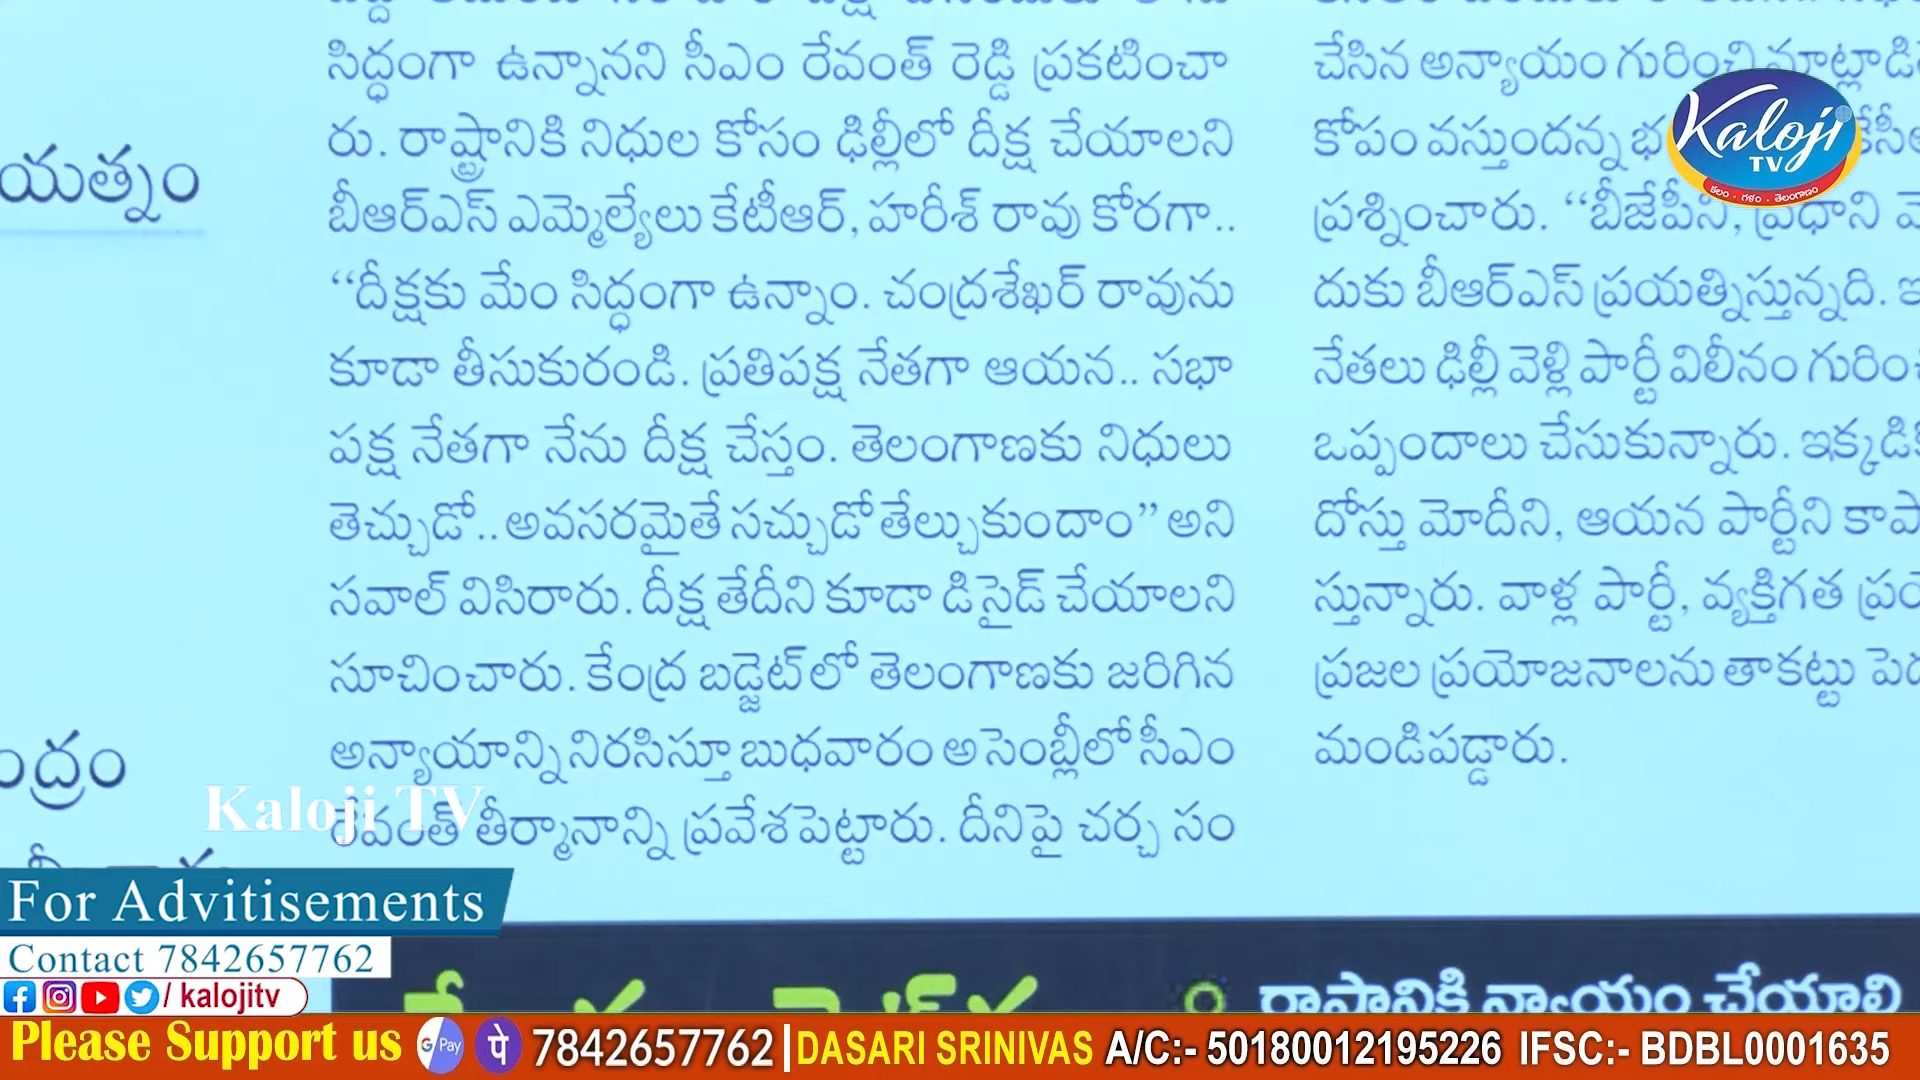 యత్నం
ంద్రం
సిద్ధంగా ఉన్నానని సీఎం రేవంత్ రెడ్డి ప్రకటించా
రు. రాష్ట్రానికి నిధుల కోసం ఢిల్లీలో దీక్ష చేయాలని
బీఆర్ఎస్ ఎమ్మెల్యేలు కేటీఆర్, హరీశ్ రావు కోరగా..
“దీక్షకు మేం సిద్ధంగా ఉన్నాం. చంద్రశేఖర్ రావును
కూడా తీసుకురండి. ప్రతిపక్ష నేతగా ఆయన.. సభా
పక్ష నేతగా నేను దీక్ష చేస్తం. తెలంగాణకు నిధులు
తెచ్చుడో.. అవసరమైతే సచ్చుడో తేల్చుకుందాం” అని
సవాల్ విసిరారు. దీక్ష తేదీని కూడా డిసైడ్ చేయాలని
సూచించారు. కేంద్ర బడ్జెట్‌లో తెలంగాణకు జరిగిన
అన్యాయాన్ని నిరసిస్తూ బుధవారం అసెంబ్లీలో సీఎం
రేవంత్ తీర్మానాన్ని ప్రవేశపెట్టారు. దీనిపై చర్చ సం
చేసిన అన్యాయం గురించి మాట్లాడి
కోపం వస్తుందన్న
ప్రశ్నించారు. “బీజేపీని, ప్రధాని
దుకు బీఆర్ఎస్ ప్రయత్నిస్తున్నది.
నేతలు ఢిల్లీ వెళ్లి పార్టీ విలీనం గురించి
ఒప్పందాలు చేసుకున్నారు. ఇక్కడి
దోస్తు మోదీని, ఆయన పార్టీని కాపా
స్తున్నారు. వాళ్ల పార్టీ, వ్యక్తిగత
ప్రజల ప్రయోజనాలను తాకట్టు
మండిపడ్డారు.
రాష్ట్రానికి న్యాయం చేయాలి
Kaloji
TV
కలం • గళం • తెలంగాణం
Kaloji TV
For Advitisements
Contact 7842657762
/ kalojitv
Please Support us G Pay పే 7842657762 | DASARI SRINIVAS A/C:- 50180012195226 IFSC:- BDBL0001635